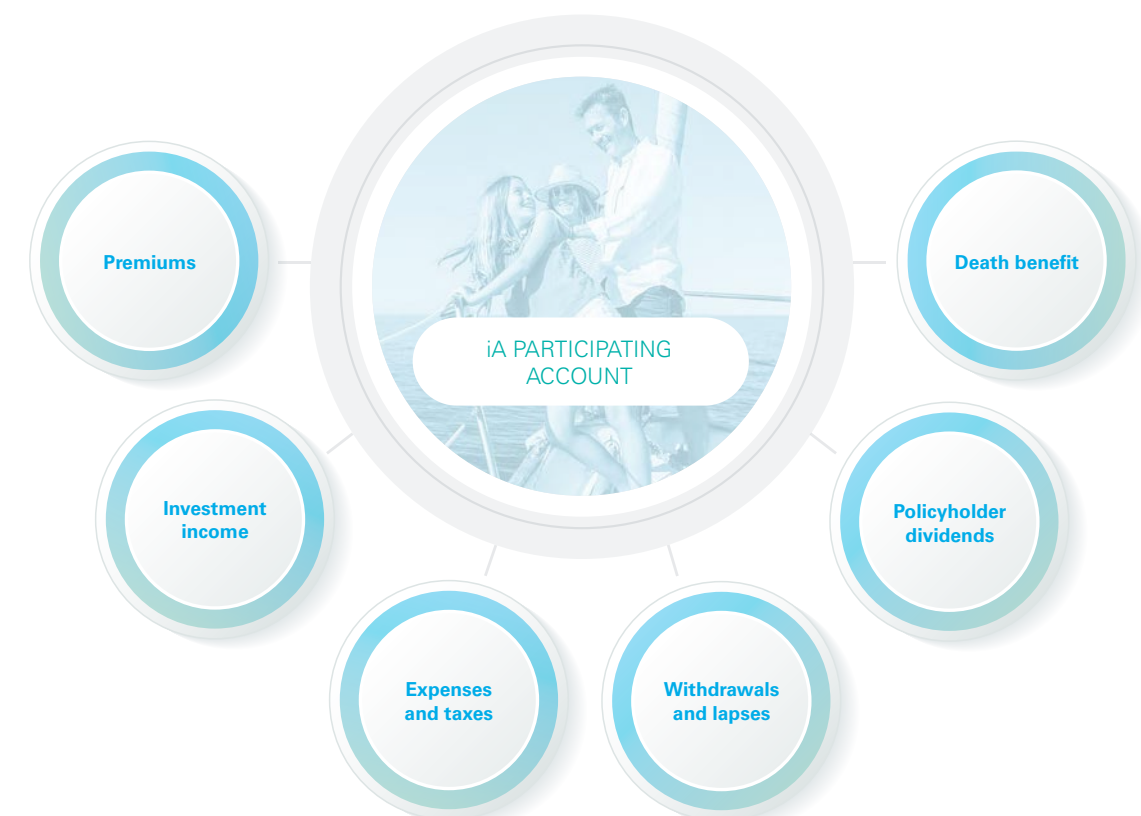 Premiums
Death benefit
iA PARTICIPATING
ACCOUNT
Investment
income
Policyholder
dividends
Expenses
and taxes
Withdrawals
and lapses